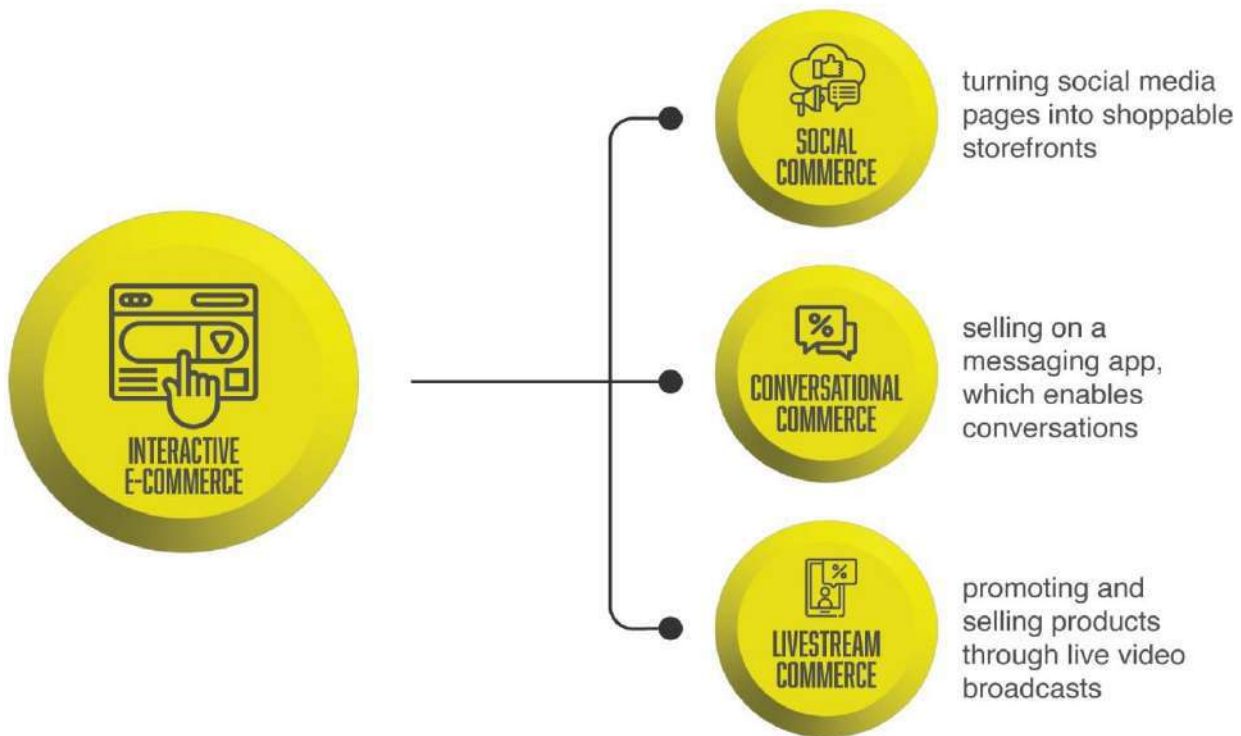 SOCIAL
COMMERCE
turning social media
pages into shoppable
storefronts
INTERACTIVE
E-COMMERCE
%
CONVERSATIONAL
COMMERCE
selling on a
messaging app,
which enables
conversations
%
LIVESTREAM
COMMERCE
promoting and
selling products
through live video
broadcasts